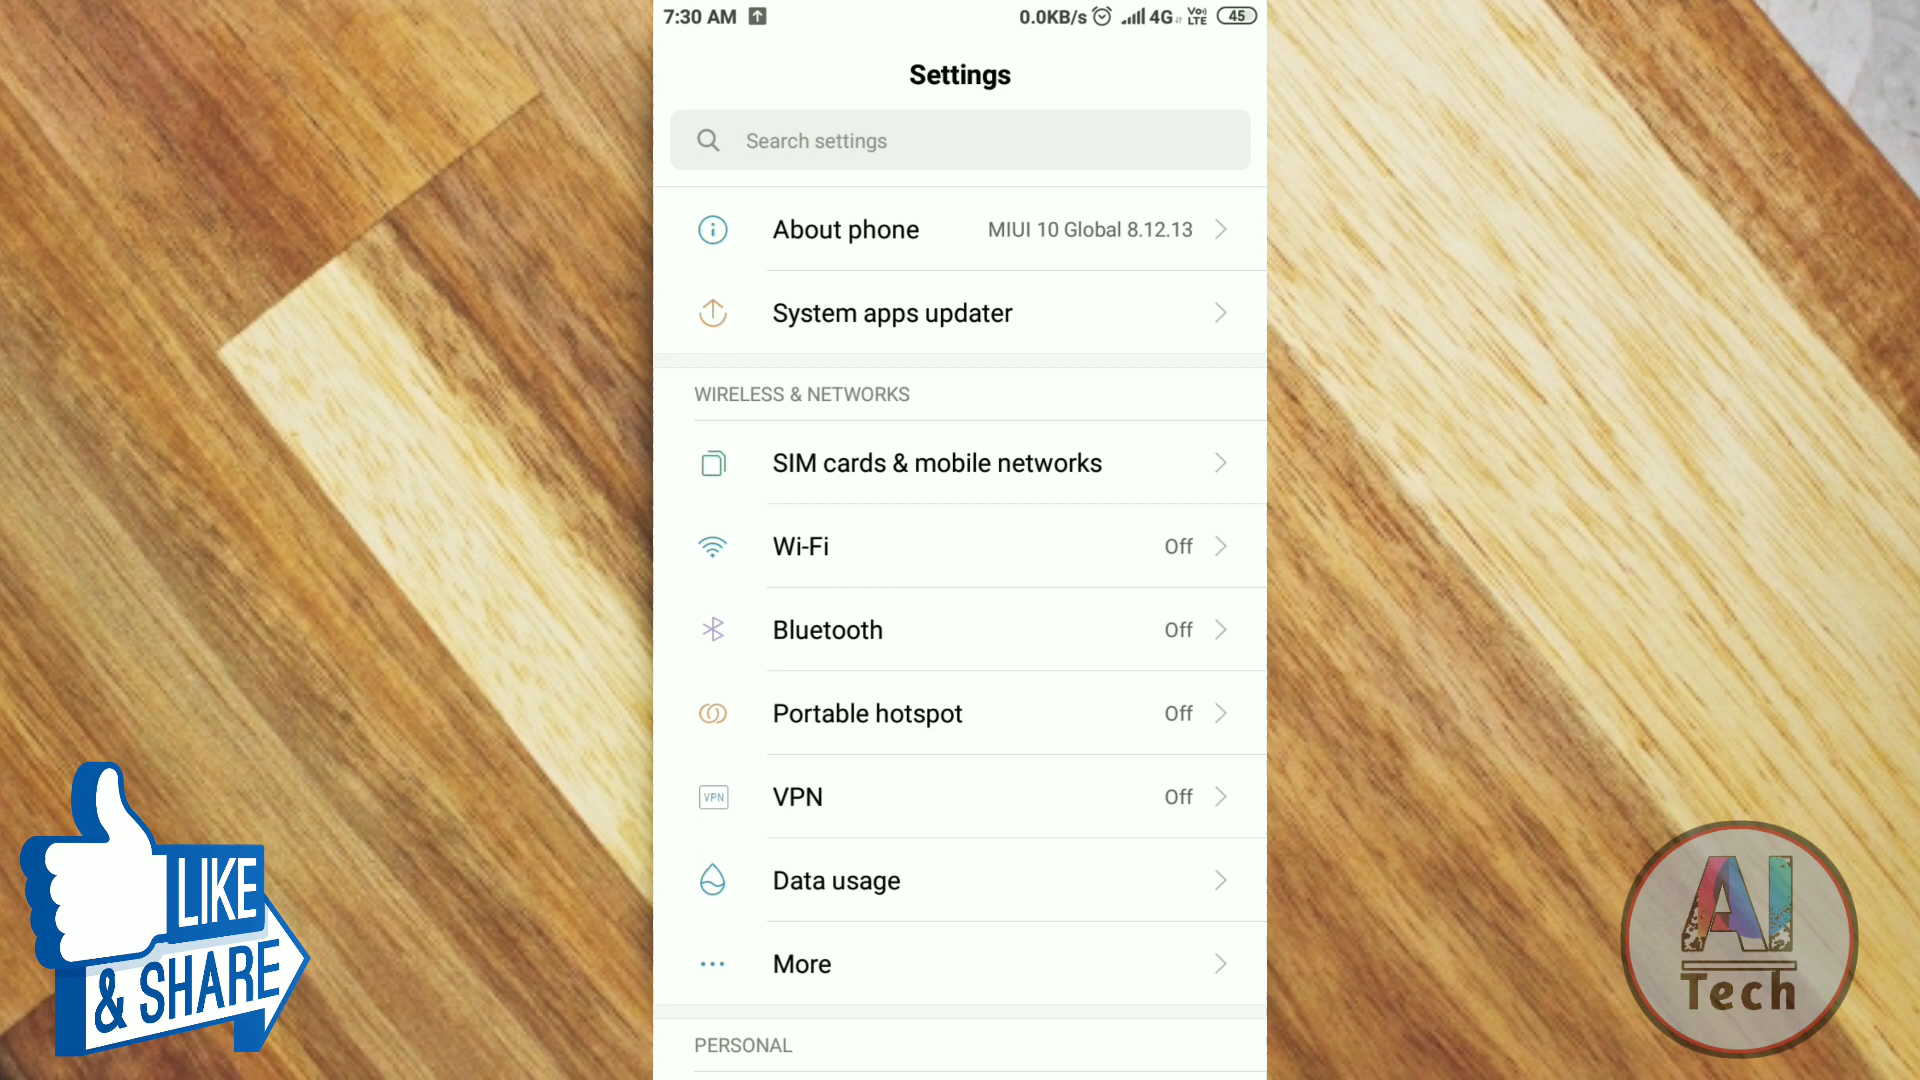 7:30 AM 0.0KB/s 4G Vo) LTE 45
Settings
Search settings
About phone MIUI 10 Global 8.12.13
System apps updater
WIRELESS & NETWORKS
SIM cards & mobile networks
Wi-Fi Off
Bluetooth Off
Portable hotspot Off
VPN VPN Off
Data usage
More
PERSONAL
LIKE
& SHARE
AI
Tech